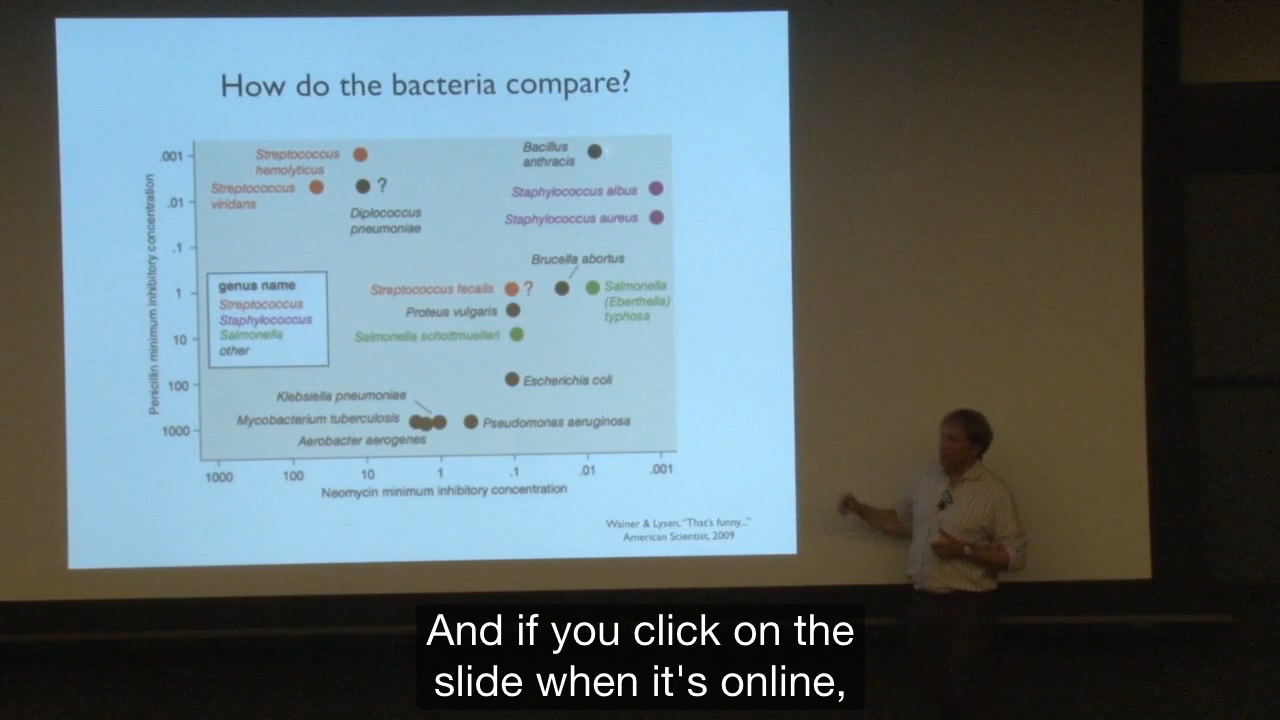 How do the bacteria compare?
Streptococcus
hemolyticus
Streptococcus
viridans
?
Diplococcus
pneumoniae
Bacillus
anthracis
Staphylococcus albus
Staphylococcus aureus
Brucella abortus
Streptococcus fecalis
?
Salmonella
(Eberthella)
typhosa
Proteus vulgaris
Salmonella schottmuelleri
Escherichia coli
Klebsiella pneumoniae
Mycobacterium tuberculosis
Pseudomonas aeruginosa
Aerobacter aerogenes
genus name
Streptococcus
Staphylococcus
Salmonella
other
Penicilin minimum inhibitory concentration
.001
.01
.1
1
10
100
1000
1000
100
10
1
.1
.01
.001
Neomycin minimum inhibitory concentration
Wainer & Lysen, "That's funny..."
American Scientist, 2009
And if you click on the
slide when it's online,